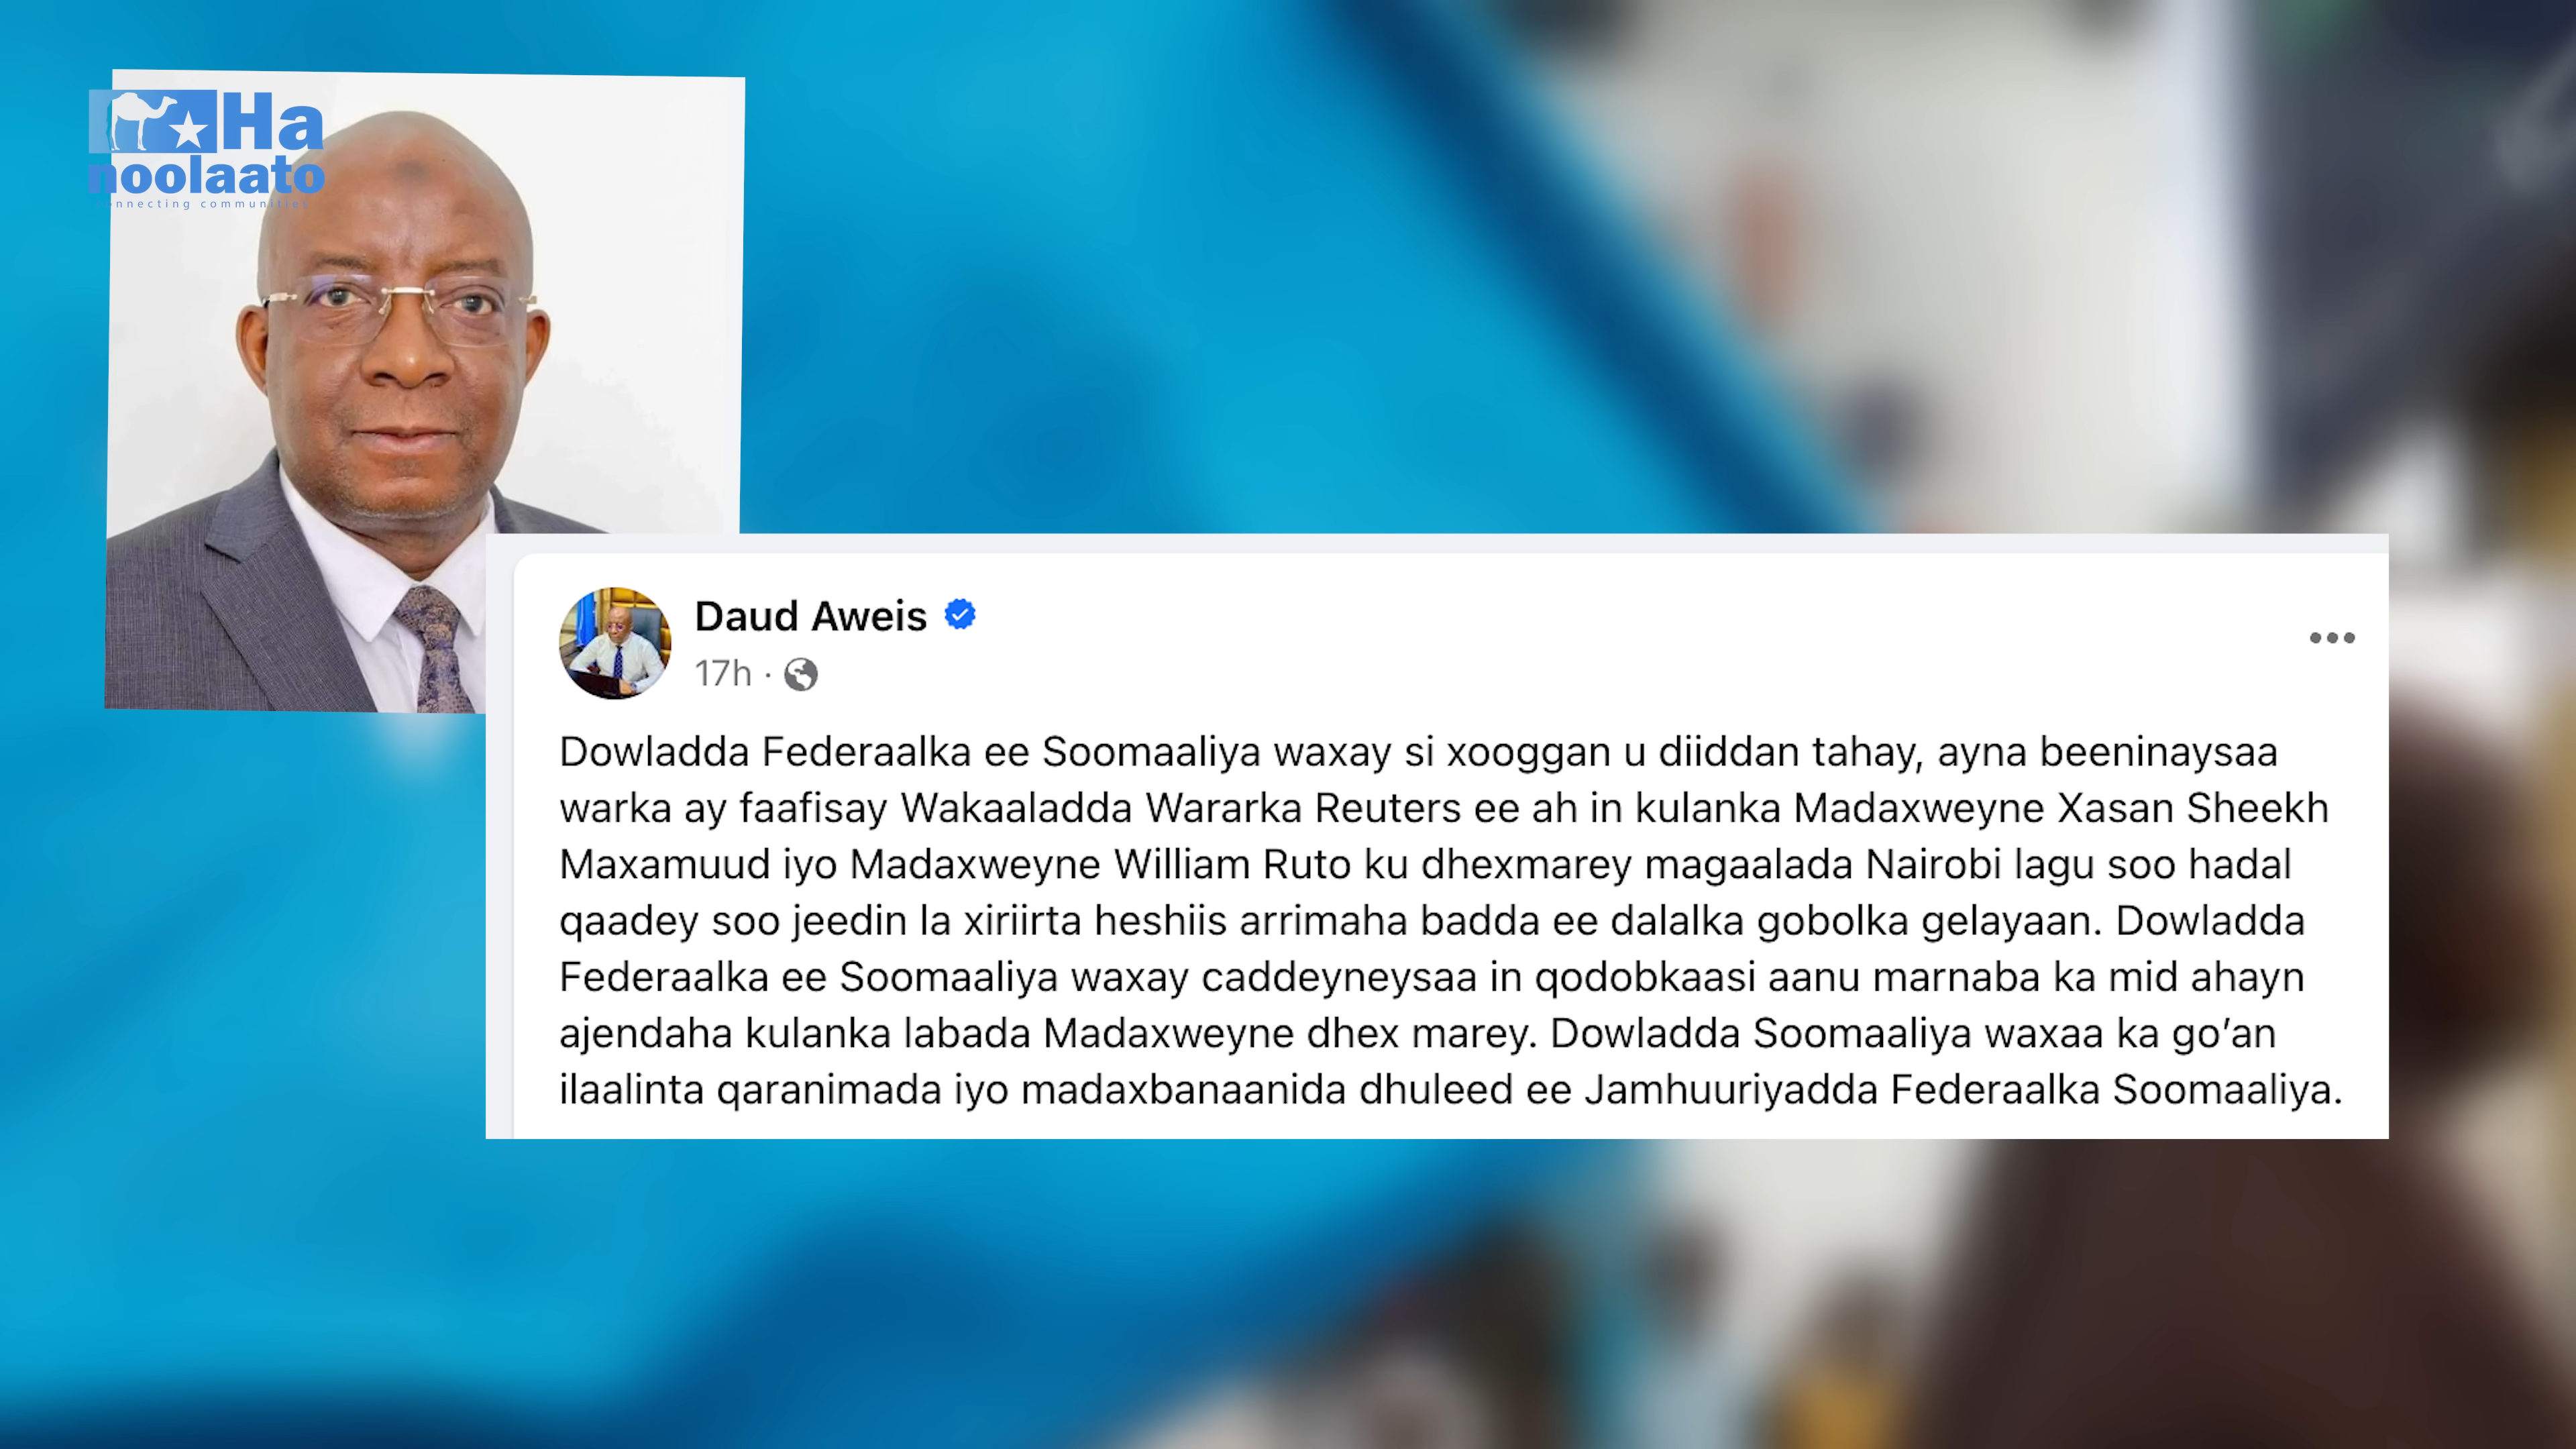 Ha
noolaato
connecting communities
Daud Aweis
17h ·
Dowladda Federaalka ee Soomaaliya waxay si xooggan u diiddan tahay, ayna beeninaysaa
warka ay faafisay Wakaaladda Wararka Reuters ee ah in kulanka Madaxweyne Xasan Sheekh
Maxamuud iyo Madaxweyne William Ruto ku dhexmarey magaalada Nairobi lagu soo hadal
qaadey soo jeedin la xiriirta heshiis arrimaha badda ee dalalka gobolka gelayaan. Dowladda
Federaalka ee Soomaaliya waxay caddeyneysaa in qodobkaasi aanu marnaba ka mid ahayn
ajendaha kulanka labada Madaxweyne dhex marey. Dowladda Soomaaliya waxaa ka go’an
ilaalinta qaranimada iyo madaxbanaanida dhuleed ee Jamhuuriyadda Federaalka Soomaaliya.